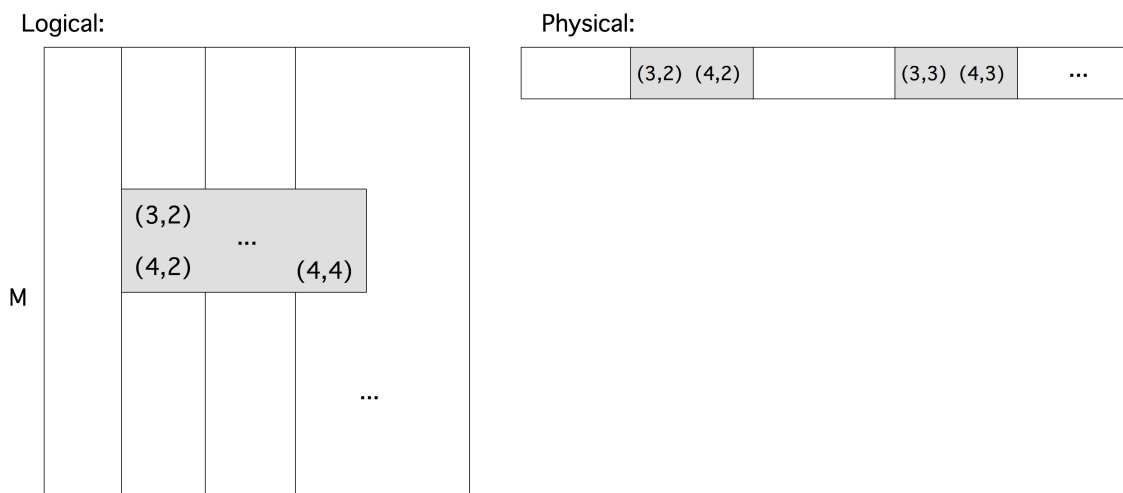 Logical:
Physical:
(3,2) (4,2)
(3,3) (4,3)
...
(3,2)
...
(4,2)
(4,4)
M
...